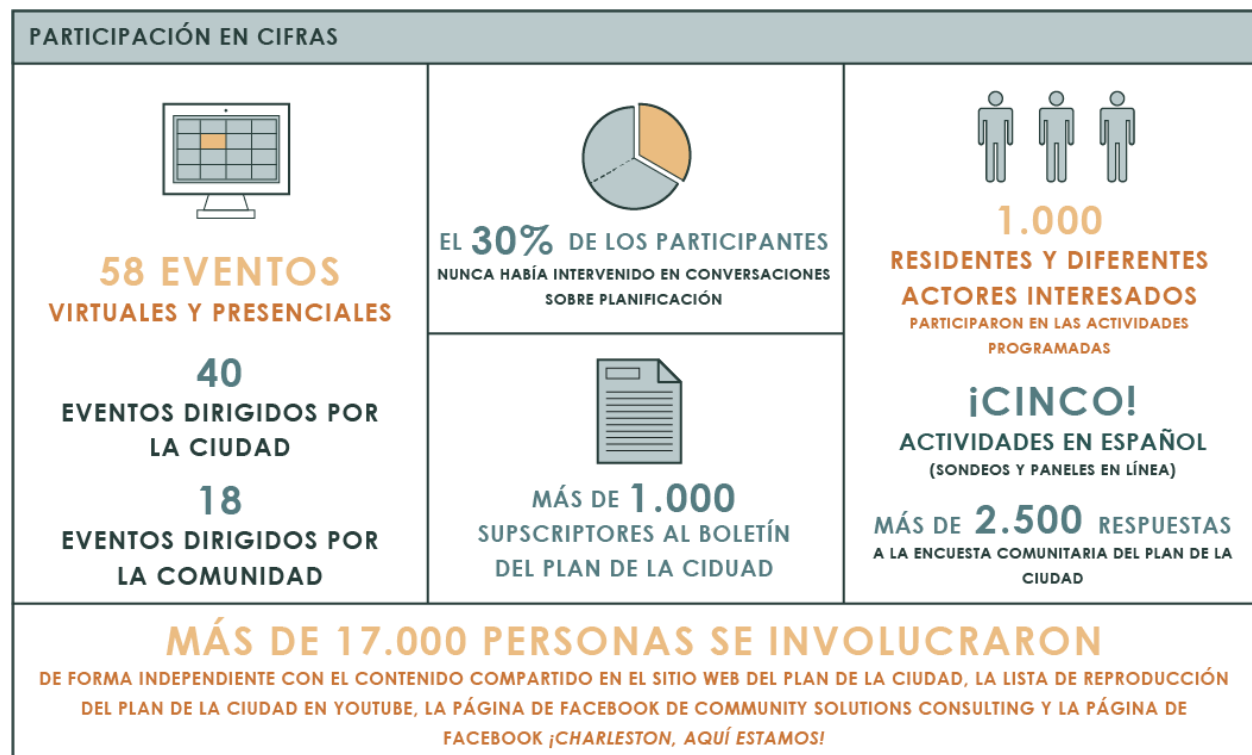 PARTICIPACIÓN EN CIFRAS
58 EVENTOS
VIRTUALES Y PRESENCIALES
40
EVENTOS DIRIGIDOS POR
LA CIUDAD
18
EVENTOS DIRIGIDOS POR
LA COMUNIDAD
EL 30% DE LOS PARTICIPANTES
NUNCA HABÍA INTERVENIDO EN CONVERSACIONES
SOBRE PLANIFICACIÓN
MÁS DE 1.000
SUPSCRIPTORES AL BOLETÍN
DEL PLAN DE LA CIDUAD
1.000
RESIDENTES Y DIFERENTES
ACTORES INTERESADOS
PARTICIPARON EN LAS ACTIVIDADES
PROGRAMADAS
¡CINCO!
ACTIVIDADES EN ESPAÑOL
(SONDEOS Y PANELES EN LÍNEA)
MÁS DE 2.500 RESPUESTAS
A LA ENCUESTA COMUNITARIA DEL PLAN DE LA
CIUDAD
MÁS DE 17.000 PERSONAS SE INVOLUCRARON
DE FORMA INDEPENDIENTE CON EL CONTENIDO COMPARTIDO EN EL SITIO WEB DEL PLAN DE LA CIUDAD, LA LISTA DE REPRODUCCIÓN
DEL PLAN DE LA CIUDAD EN YOUTUBE, LA PÁGINA DE FACEBOOK DE COMMUNITY SOLUTIONS CONSULTING Y LA PÁGINA DE
FACEBOOK ¡CHARLESTON, AQUÍ ESTAMOS!